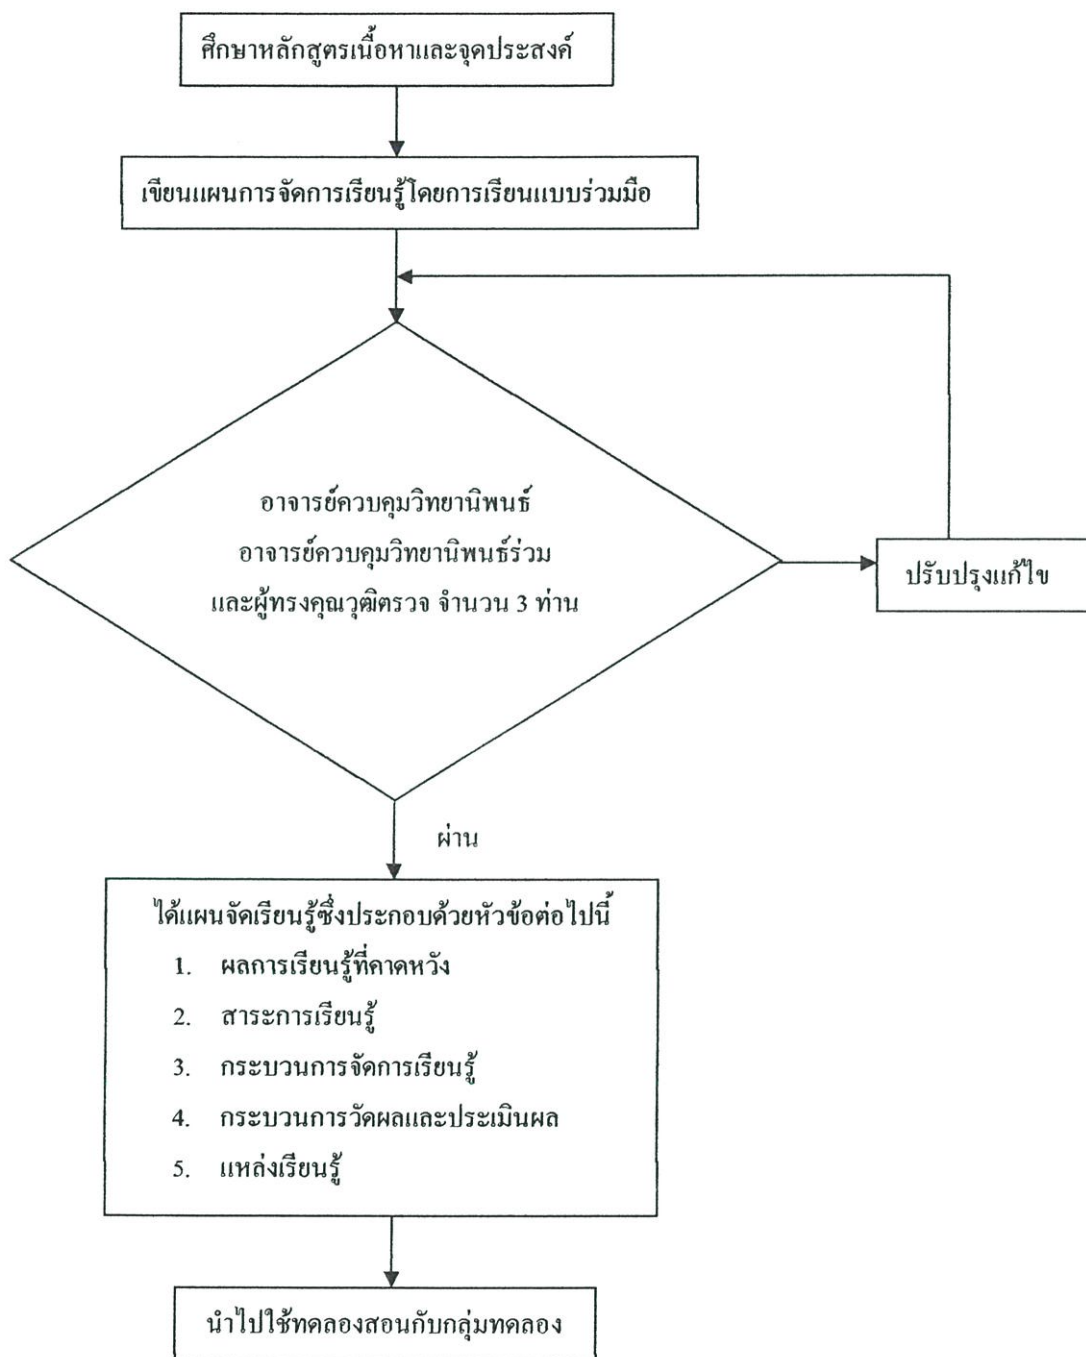 ศึกษาหลักสูตรเนื้อหาและจุดประสงค์
เขียนแผนการจัดการเรียนรู้โดยการเรียนแบบร่วมมือ
อาจารย์ควบคุมวิทยานิพนธ์
อาจารย์ควบคุมวิทยานิพนธ์ร่วม
และผู้ทรงคุณวุฒิตรวจ จำนวน 3 ท่าน
ปรับปรุงแก้ไข
ผ่าน
ได้แผนจัดเรียนรู้ซึ่งประกอบด้วยหัวข้อต่อไปนี้
1. ผลการเรียนรู้ที่คาดหวัง
2. สาระการเรียนรู้
3. กระบวนการจัดการเรียนรู้
4. กระบวนการวัดผลและประเมินผล
5. แหล่งเรียนรู้
นำไปใช้ทดลองสอนกับกลุ่มทดลอง